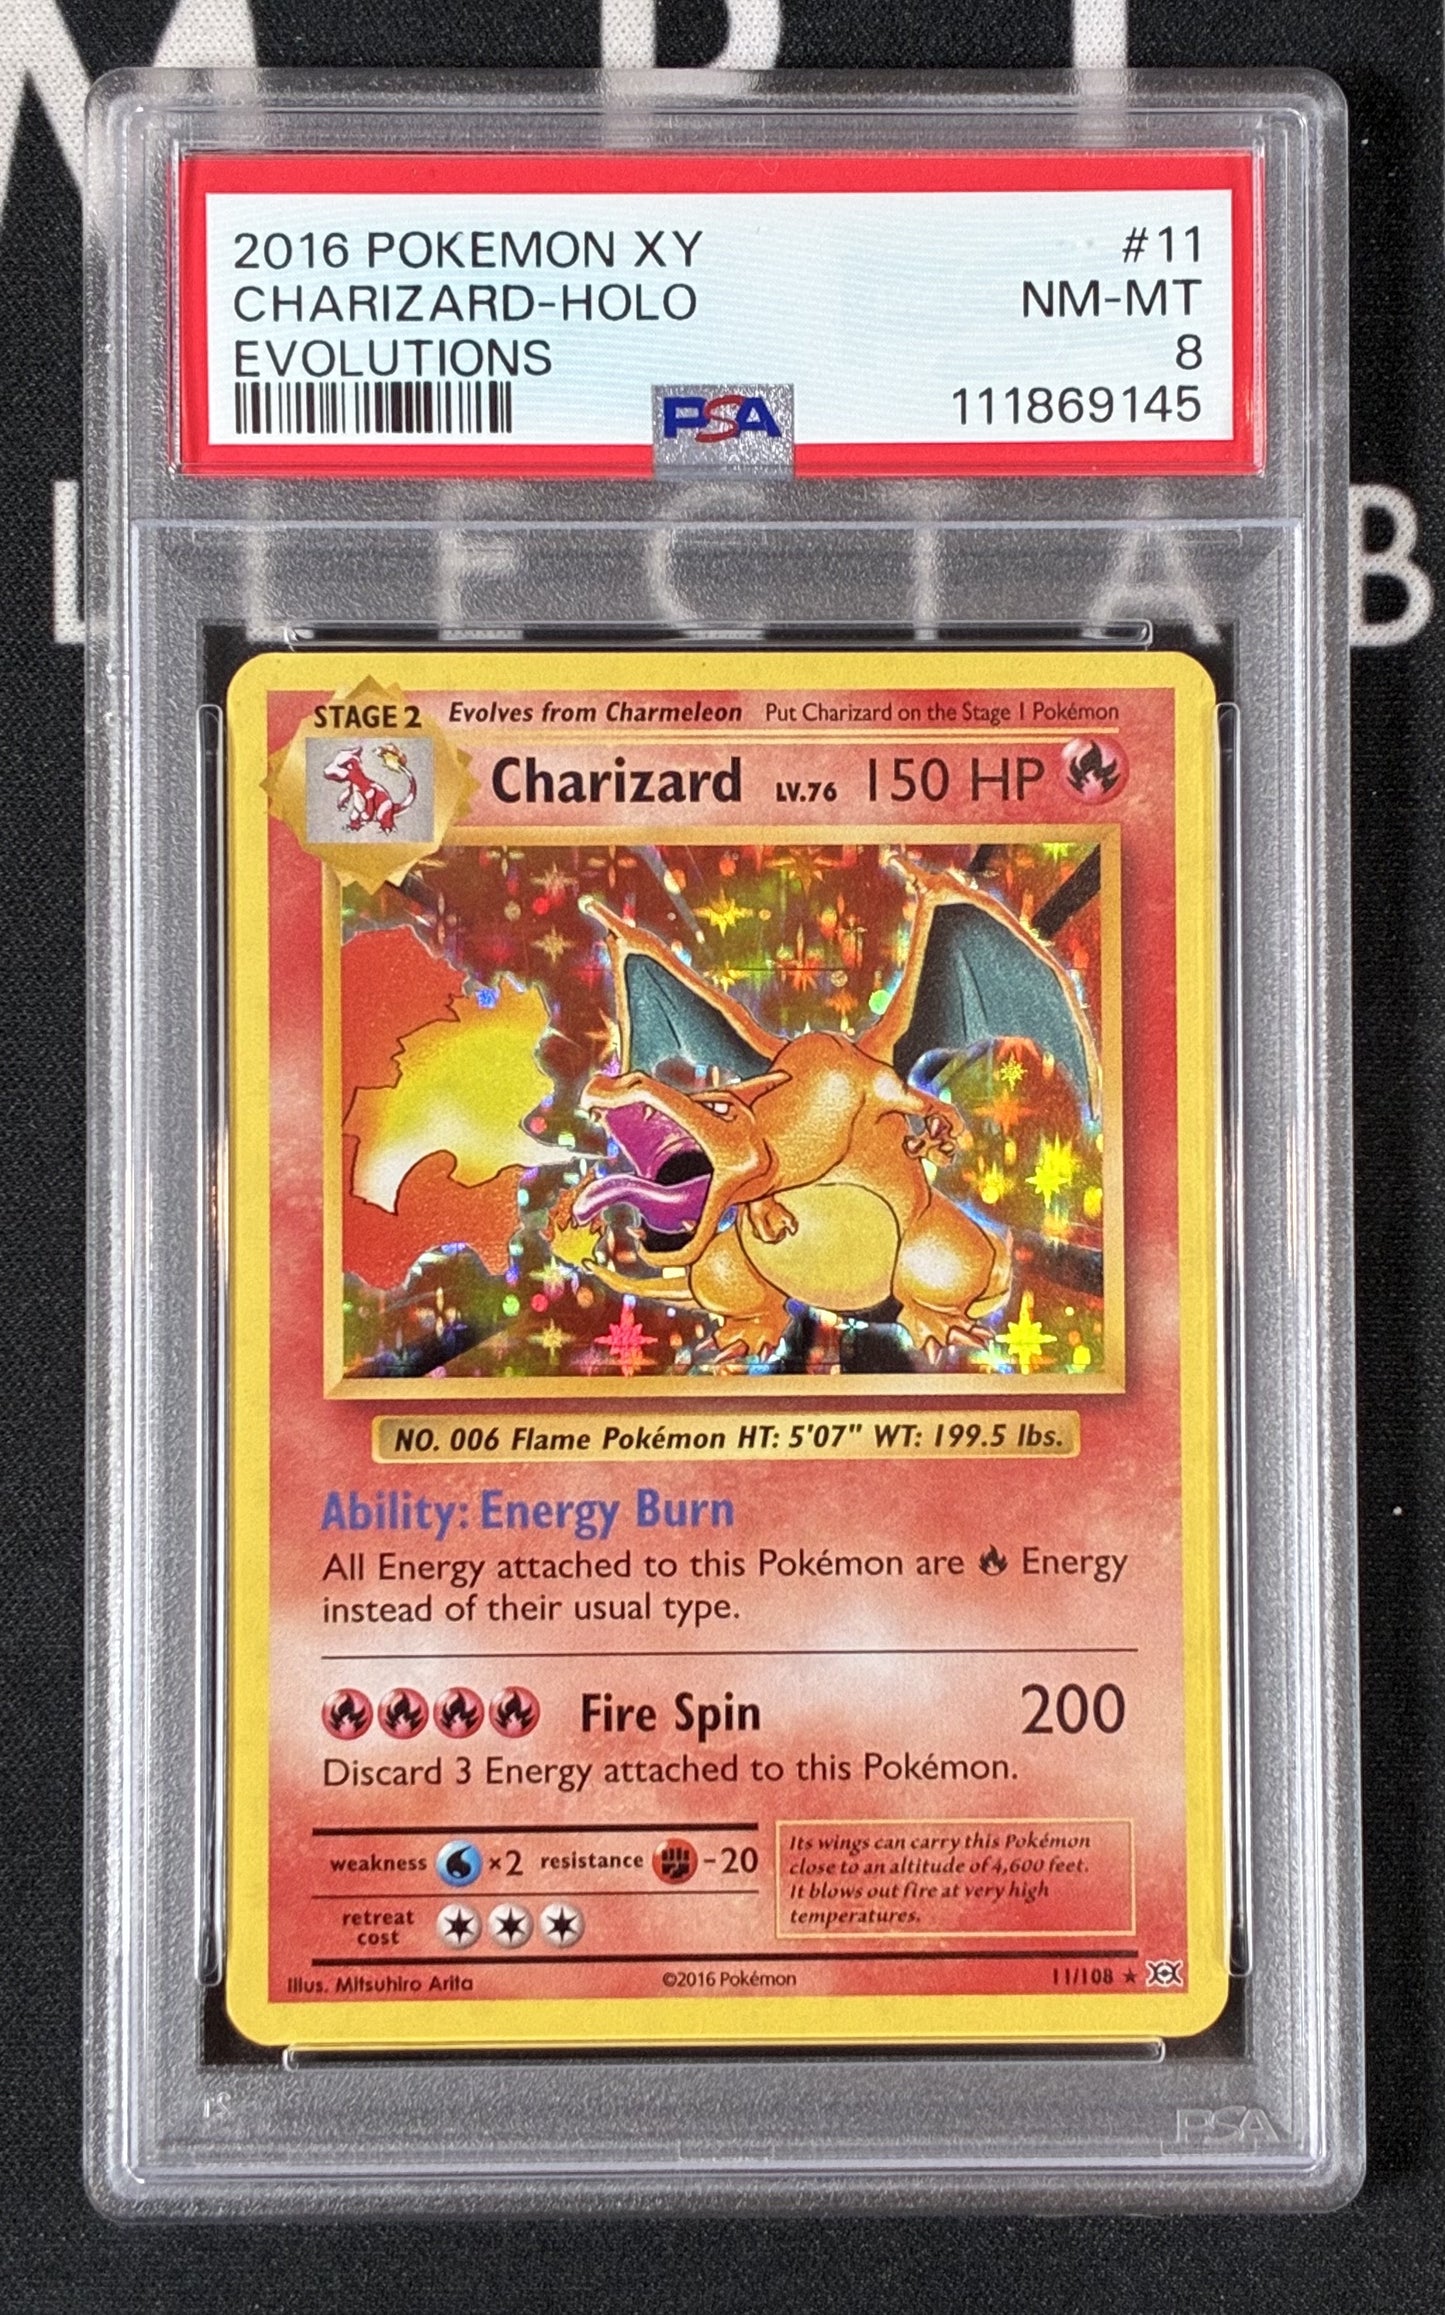 2016 POKEMON XY #11
CHARIZARD-HOLO NM-MT
EVOLUTIONS 8
PSA 111869145
STAGE 2 Evolves from Charmeleon Put Charizard on the Stage 1 Pokémon
Charizard LV.76 150 HP
NO. 006 Flame Pokémon HT: 5'07" WT: 199.5 lbs.
Ability: Energy Burn
All Energy attached to this Pokémon are Energy
instead of their usual type.
Fire Spin 200
Discard 3 Energy attached to this Pokémon.
weakness ×2 resistance -20
retreat
cost
Its wings can carry this Pokémon
close to an altitude of 4,600 feet.
It blows out fire at very high
temperatures.
Illus. Mitsuhiro Arita ©2016 Pokémon 11/108
PSA